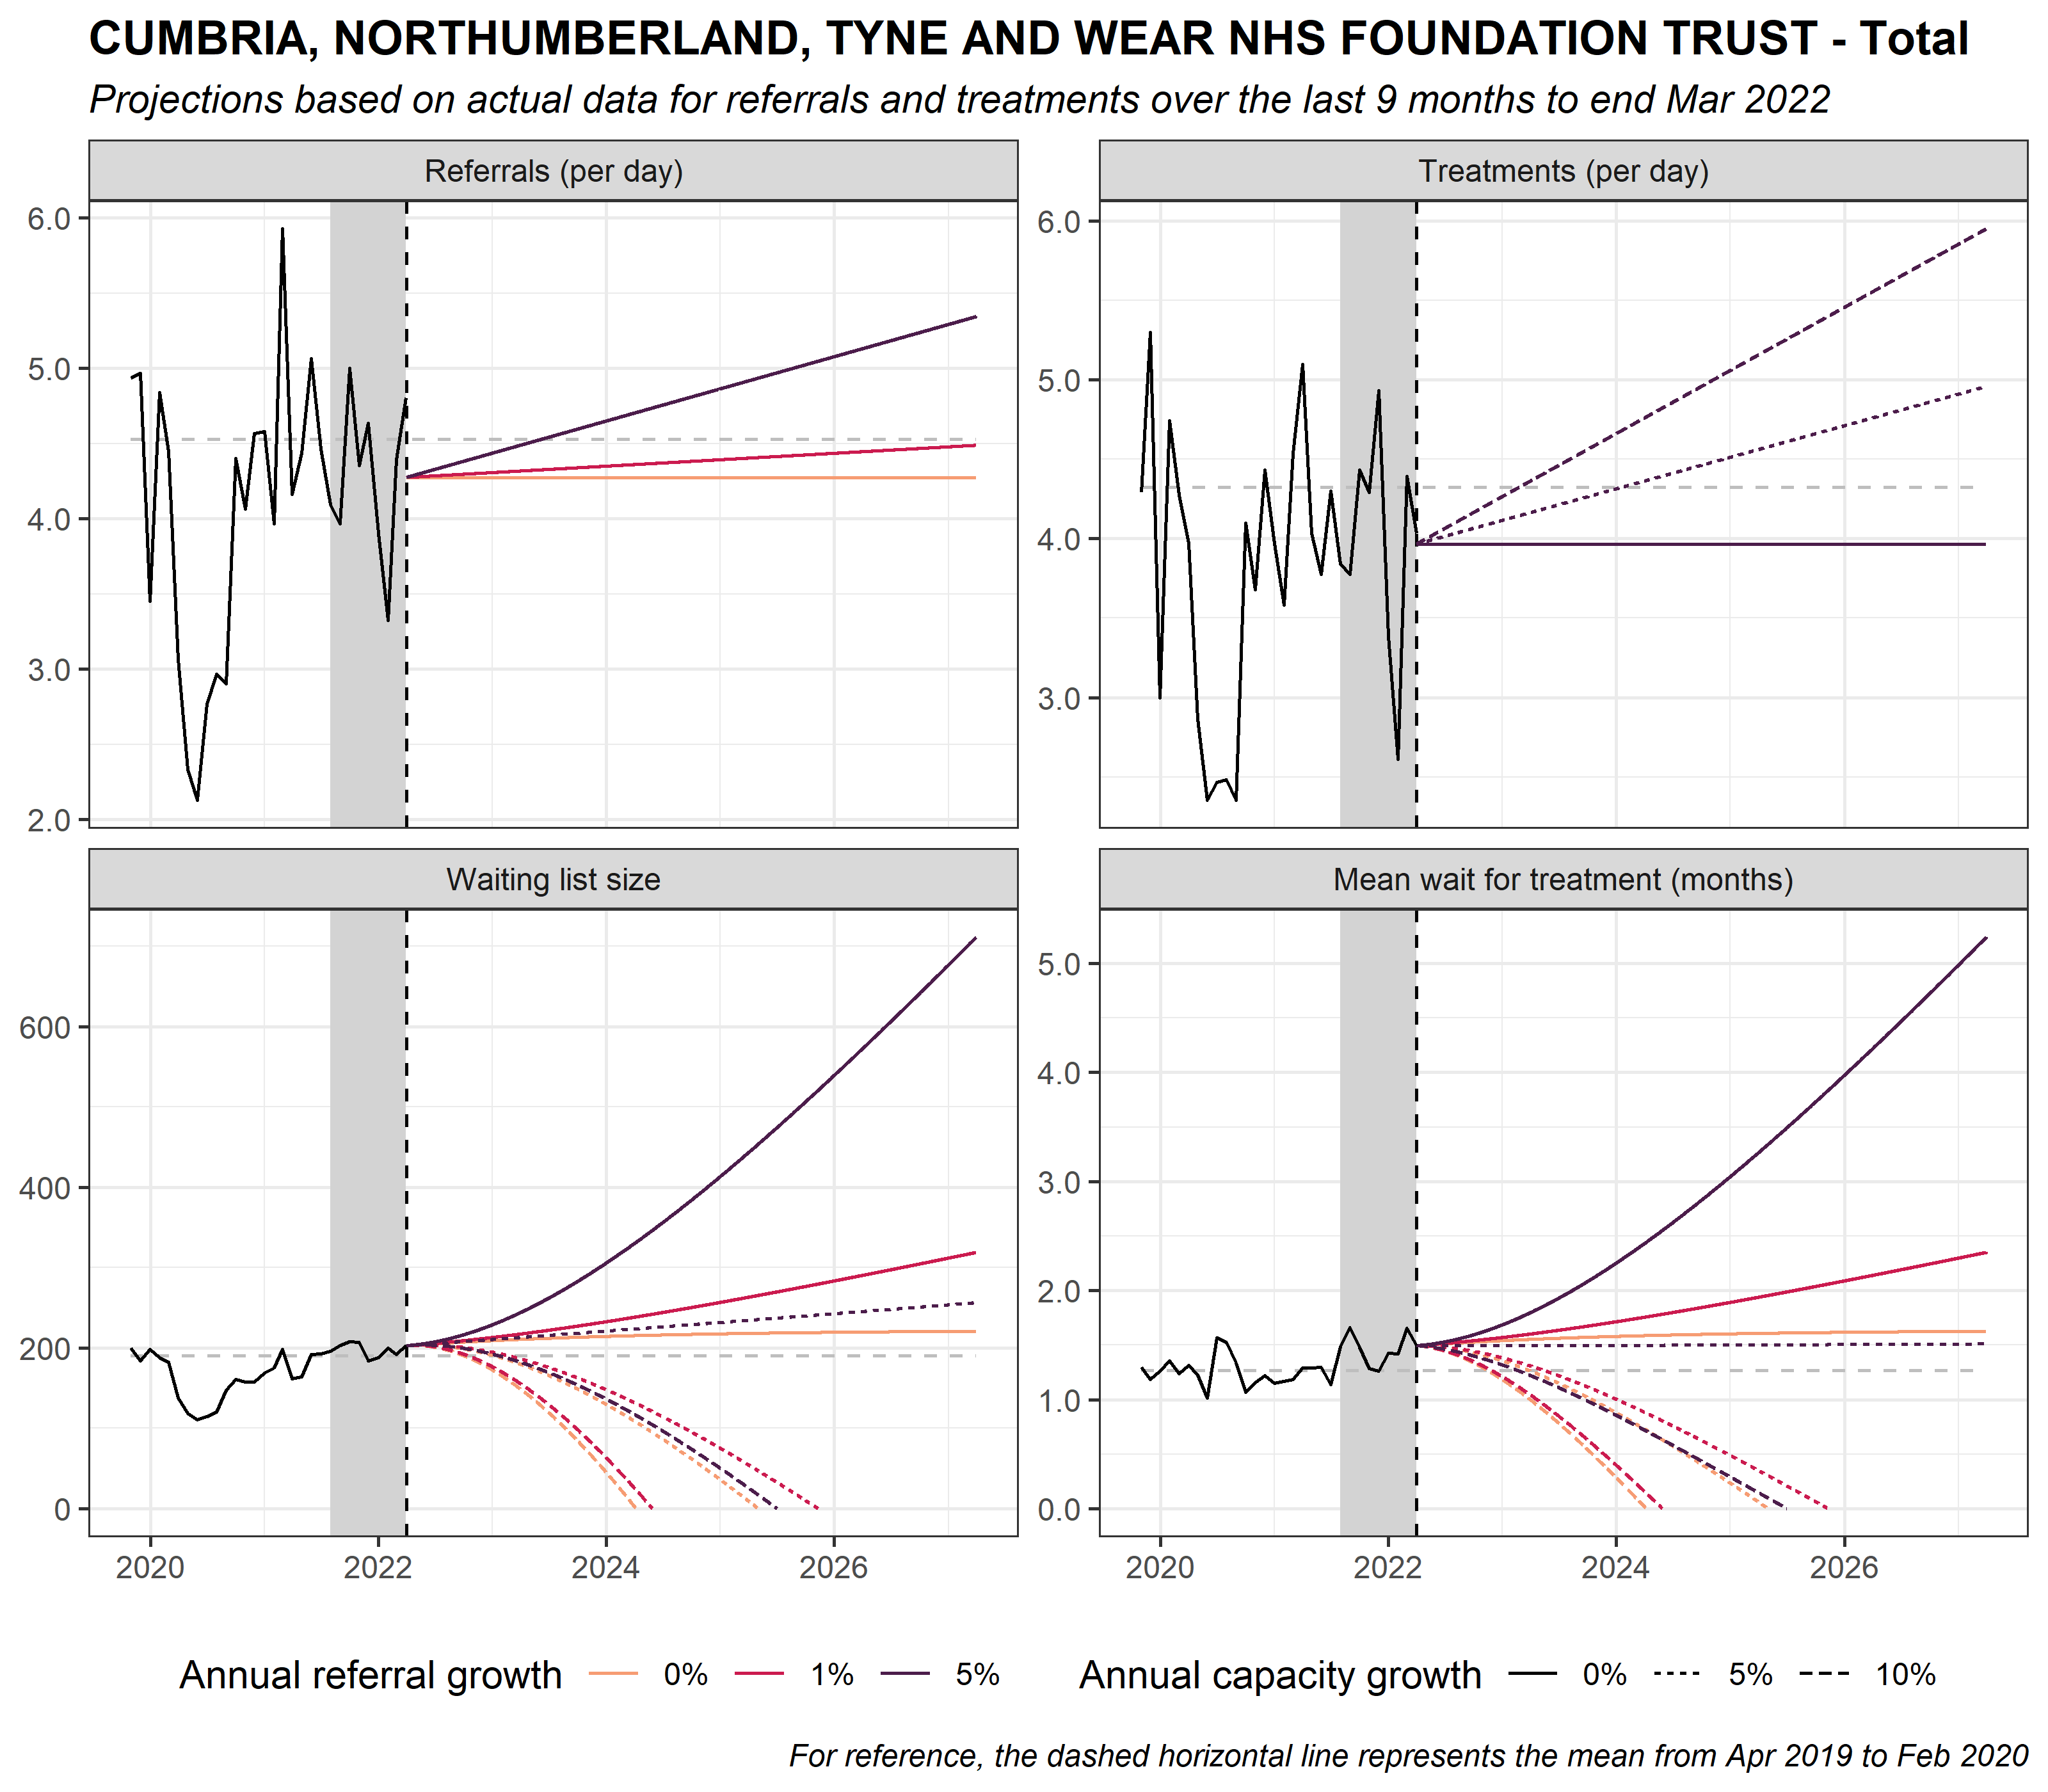 CUMBRIA, NORTHUMBERLAND, TYNE AND WEAR NHS FOUNDATION TRUST - Total
Projections based on actual data for referrals and treatments over the last 9 months to end Mar 2022
Referrals (per day)
6.0
5.0
4.0
3.0
2.0
Treatments (per day)
6.0
5.0
4.0
3.0
Waiting list size
600
400
200
0
2020 2022 2024 2026
Mean wait for treatment (months)
5.0
4.0
3.0
2.0
1.0
0.0
2020 2022 2024 2026
Annual referral growth 0% 1% 5% Annual capacity growth 0% 5% 10%
For reference, the dashed horizontal line represents the mean from Apr 2019 to Feb 2020